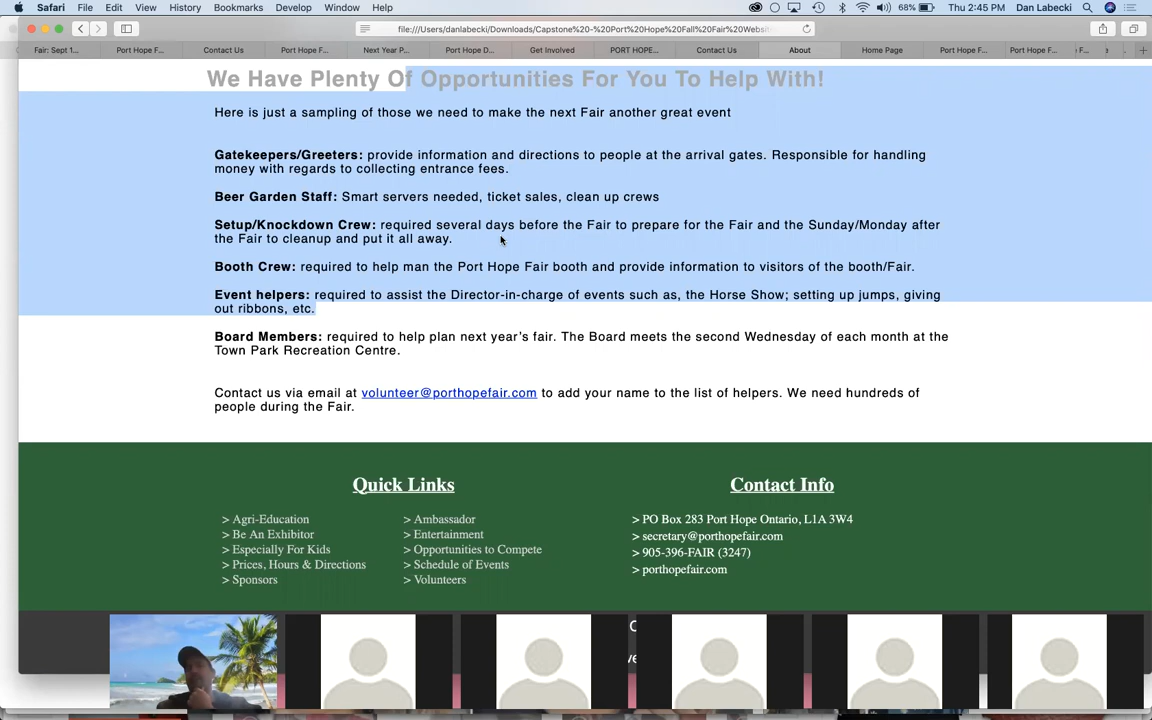 Safari File Edit View History Bookmarks Develop Window Help 68% Thu 2:45 PM Dan Labecki
file:///Users/danlabecki/Downloads/Capstone%20-%20Port%20Hope%20Fall%20Fair%20Websit
Fair: Sept 1... Port Hope F... Contact Us Port Hope F... Next Year P... Port Hope D... Get Involved PORT HOPE... Contact Us About Home Page Port Hope F... Port Hope F...
We Have Plenty Of Opportunities For You To Help With!
Here is just a sampling of those we need to make the next Fair another great event
Gatekeepers/Greeters: provide information and directions to people at the arrival gates. Responsible for handling
money with regards to collecting entrance fees.
Beer Garden Staff: Smart servers needed, ticket sales, clean up crews
Setup/Knockdown Crew: required several days before the Fair to prepare for the Fair and the Sunday/Monday after
the Fair to cleanup and put it all away.
Booth Crew: required to help man the Port Hope Fair booth and provide information to visitors of the booth/Fair.
Event helpers: required to assist the Director-in-charge of events such as, the Horse Show; setting up jumps, giving
out ribbons, etc.
Board Members: required to help plan next year's fair. The Board meets the second Wednesday of each month at the
Town Park Recreation Centre.
Contact us via email at volunteer@porthopefair.com to add your name to the list of helpers. We need hundreds of
people during the Fair.
Quick Links
> Agri-Education
> Be An Exhibitor
> Especially For Kids
> Prices, Hours & Directions
> Sponsors
> Ambassador
> Entertainment
> Opportunities to Compete
> Schedule of Events
> Volunteers
Contact Info
> PO Box 283 Port Hope Ontario, L1A 3W4
> secretary@porthopefair.com
> 905-396-FAIR (3247)
> porthopefair.com